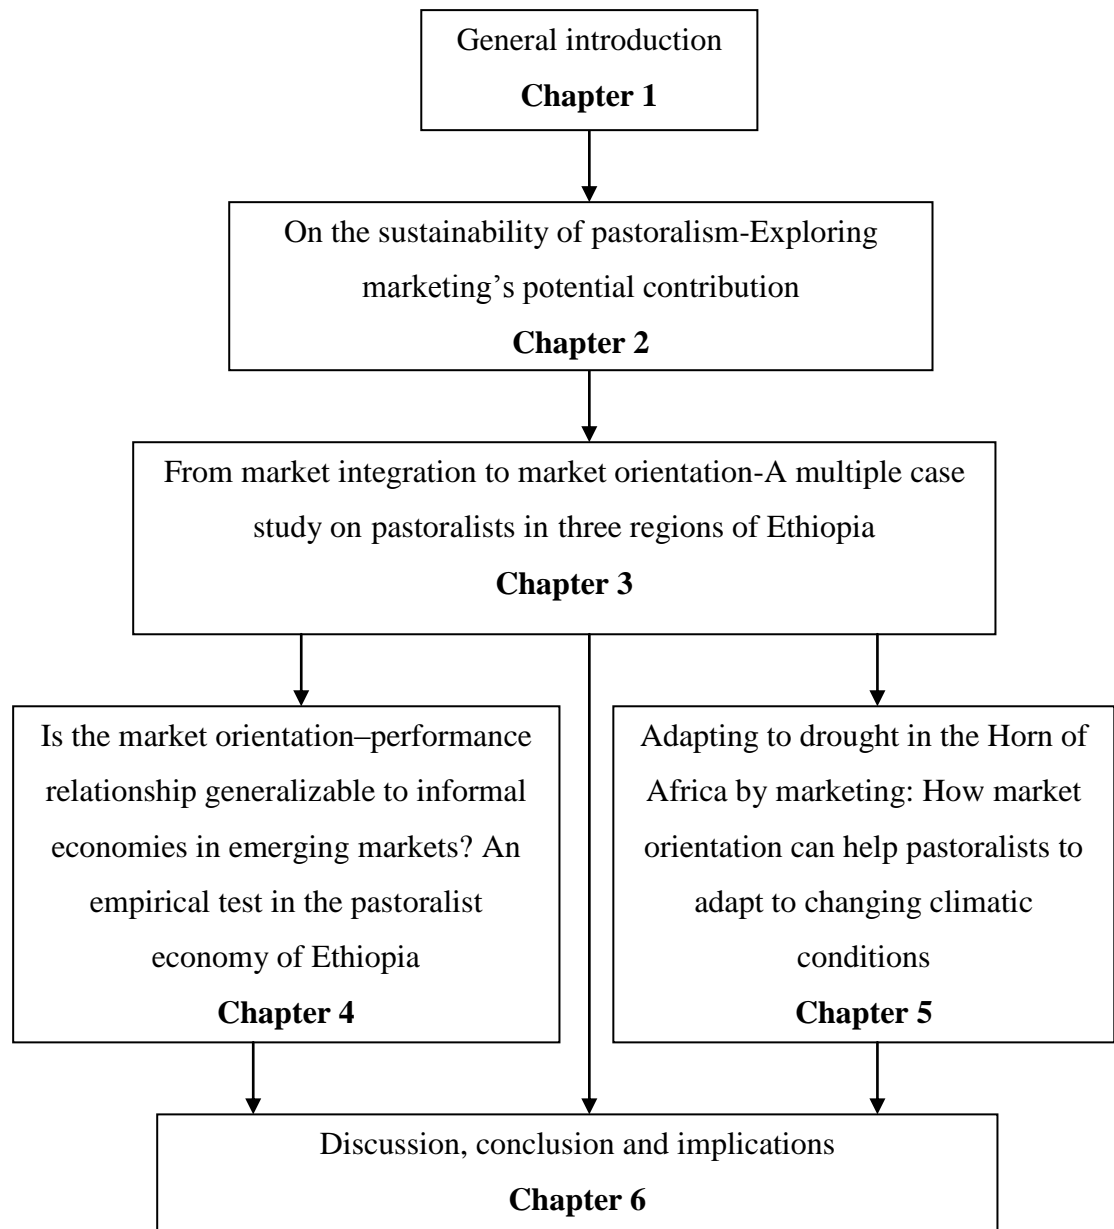 General introduction
Chapter 1
On the sustainability of pastoralism-Exploring
marketing’s potential contribution
Chapter 2
From market integration to market orientation-A multiple case
study on pastoralists in three regions of Ethiopia
Chapter 3
Is the market orientation–performance
relationship generalizable to informal
economies in emerging markets? An
empirical test in the pastoralist
economy of Ethiopia
Chapter 4
Adapting to drought in the Horn of
Africa by marketing: How market
orientation can help pastoralists to
adapt to changing climatic
conditions
Chapter 5
Discussion, conclusion and implications
Chapter 6